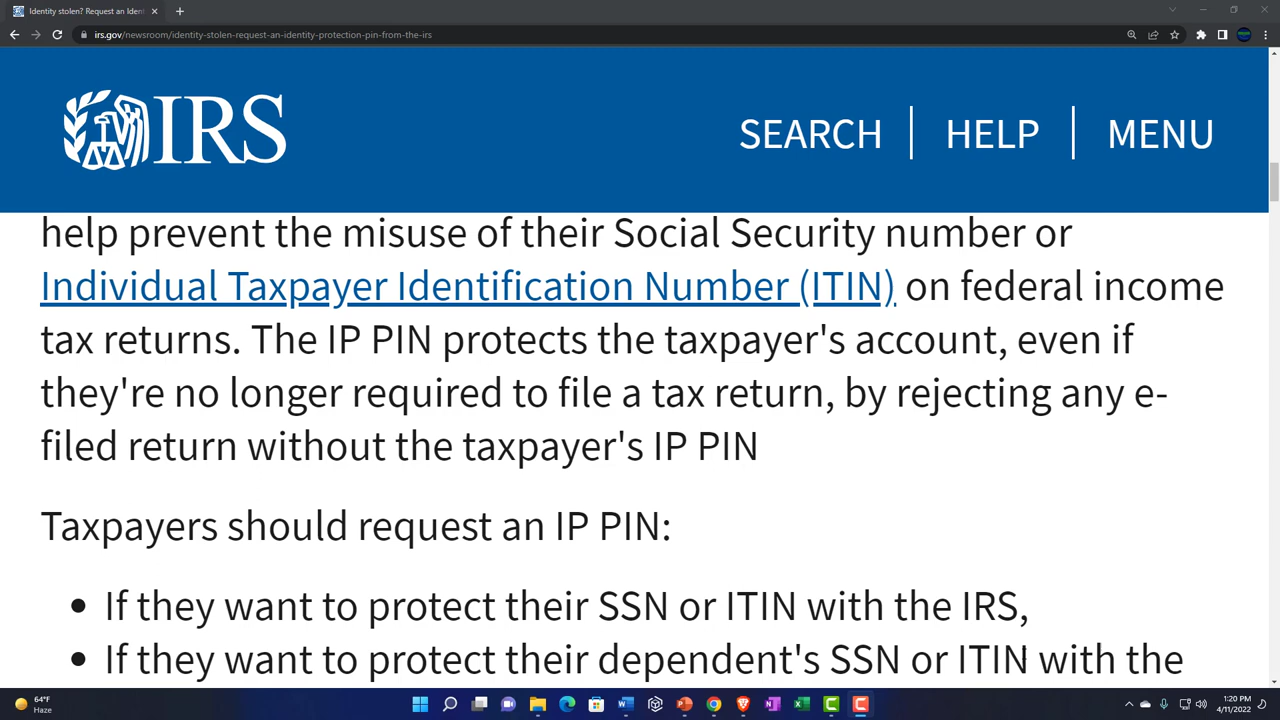 Identity stolen? Request an Iden
irs.gov/newsroom/identity-stolen-request-an-identity-protection-pin-from-the-irs
IRS
SEARCH HELP MENU
help prevent the misuse of their Social Security number or
Individual Taxpayer Identification Number (ITIN) on federal income
tax returns. The IP PIN protects the taxpayer's account, even if
they're no longer required to file a tax return, by rejecting any e-
filed return without the taxpayer's IP PIN
Taxpayers should request an IP PIN:
• If they want to protect their SSN or ITIN with the IRS,
• If they want to protect their dependent's SSN or ITIN with the
64°F
Haze
1:20 PM
4/11/2022